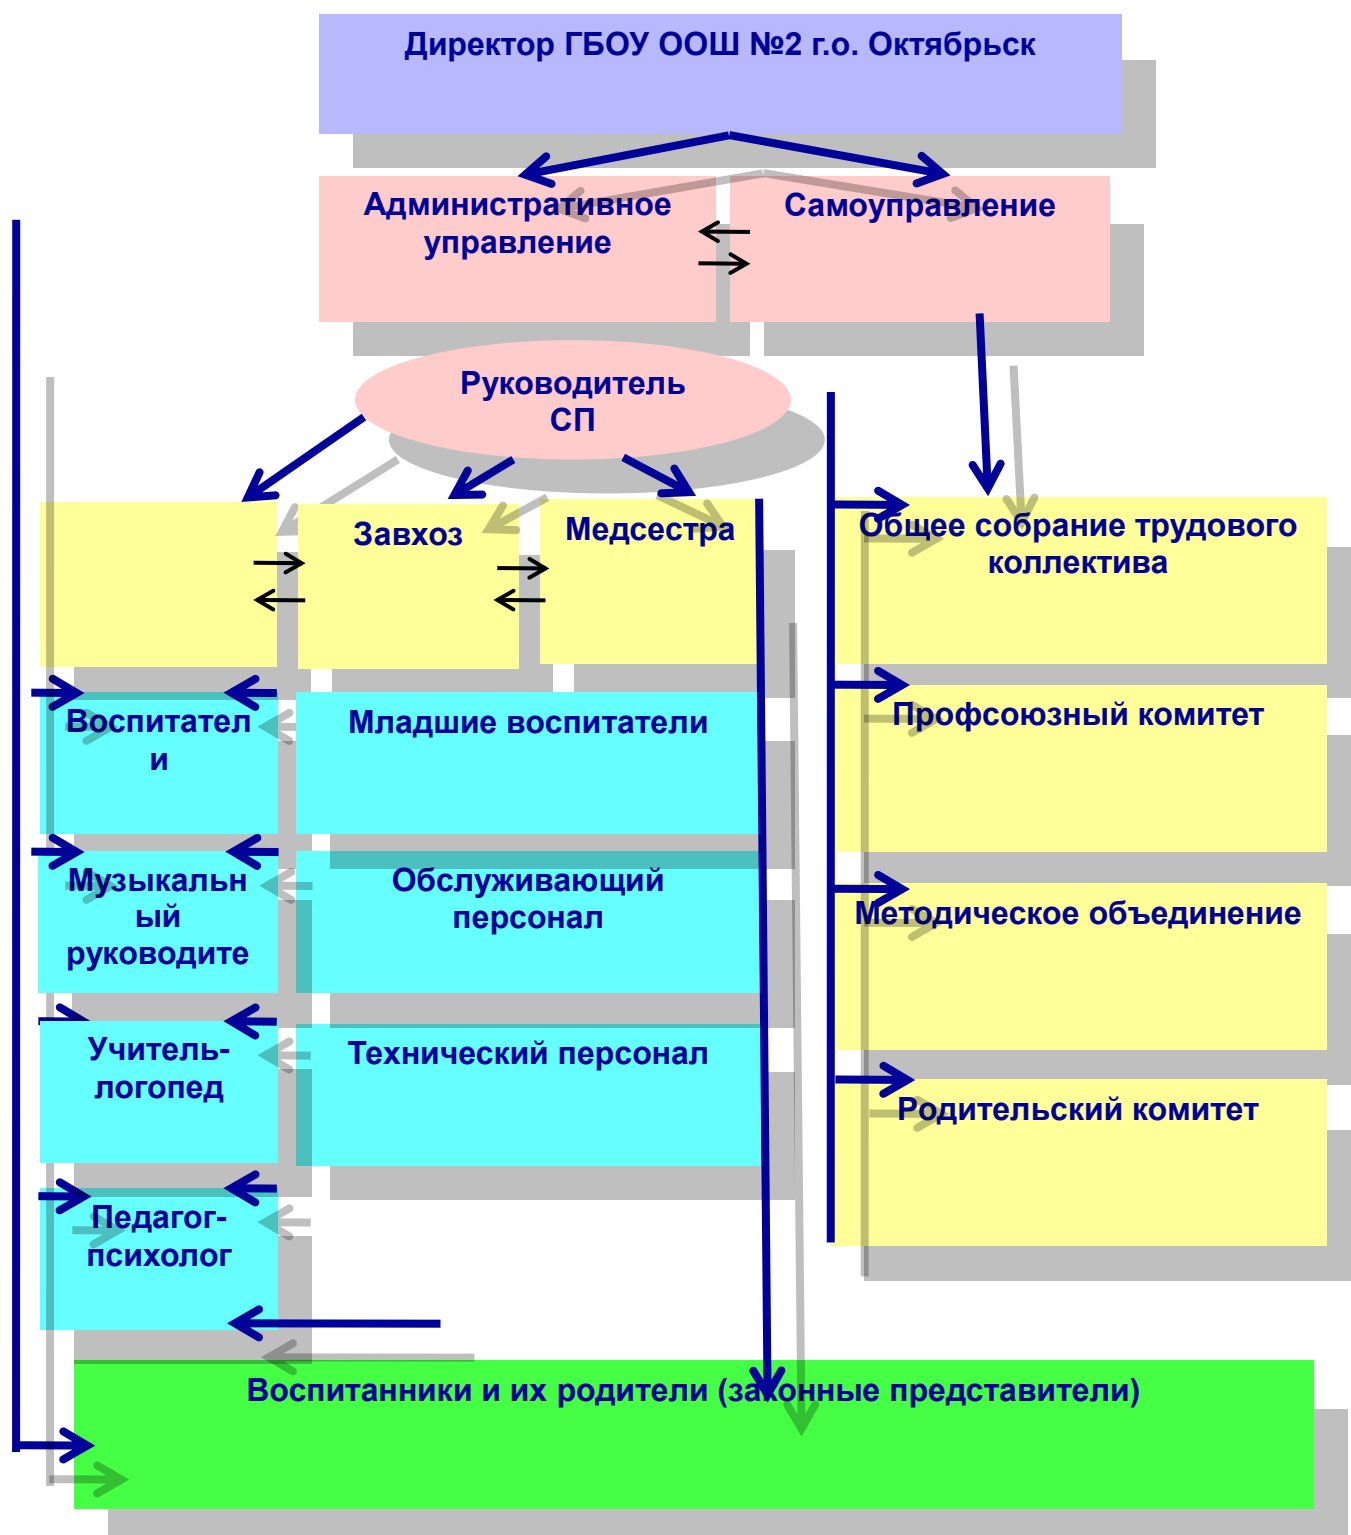 Директор ГБОУ ООШ №2 г.о. Октябрьск
Административное
управление
Самоуправление
Руководитель
СП
Завхоз
Медсестра
Общее собрание трудового
коллектива
Воспитател
и
Младшие воспитатели
Профсоюзный комитет
Музыкальн
ый
руководите
Обслуживающий
персонал
Методическое объединение
Учитель-
логопед
Технический персонал
Родительский комитет
Педагог-
психолог
Воспитанники и их родители (законные представители)